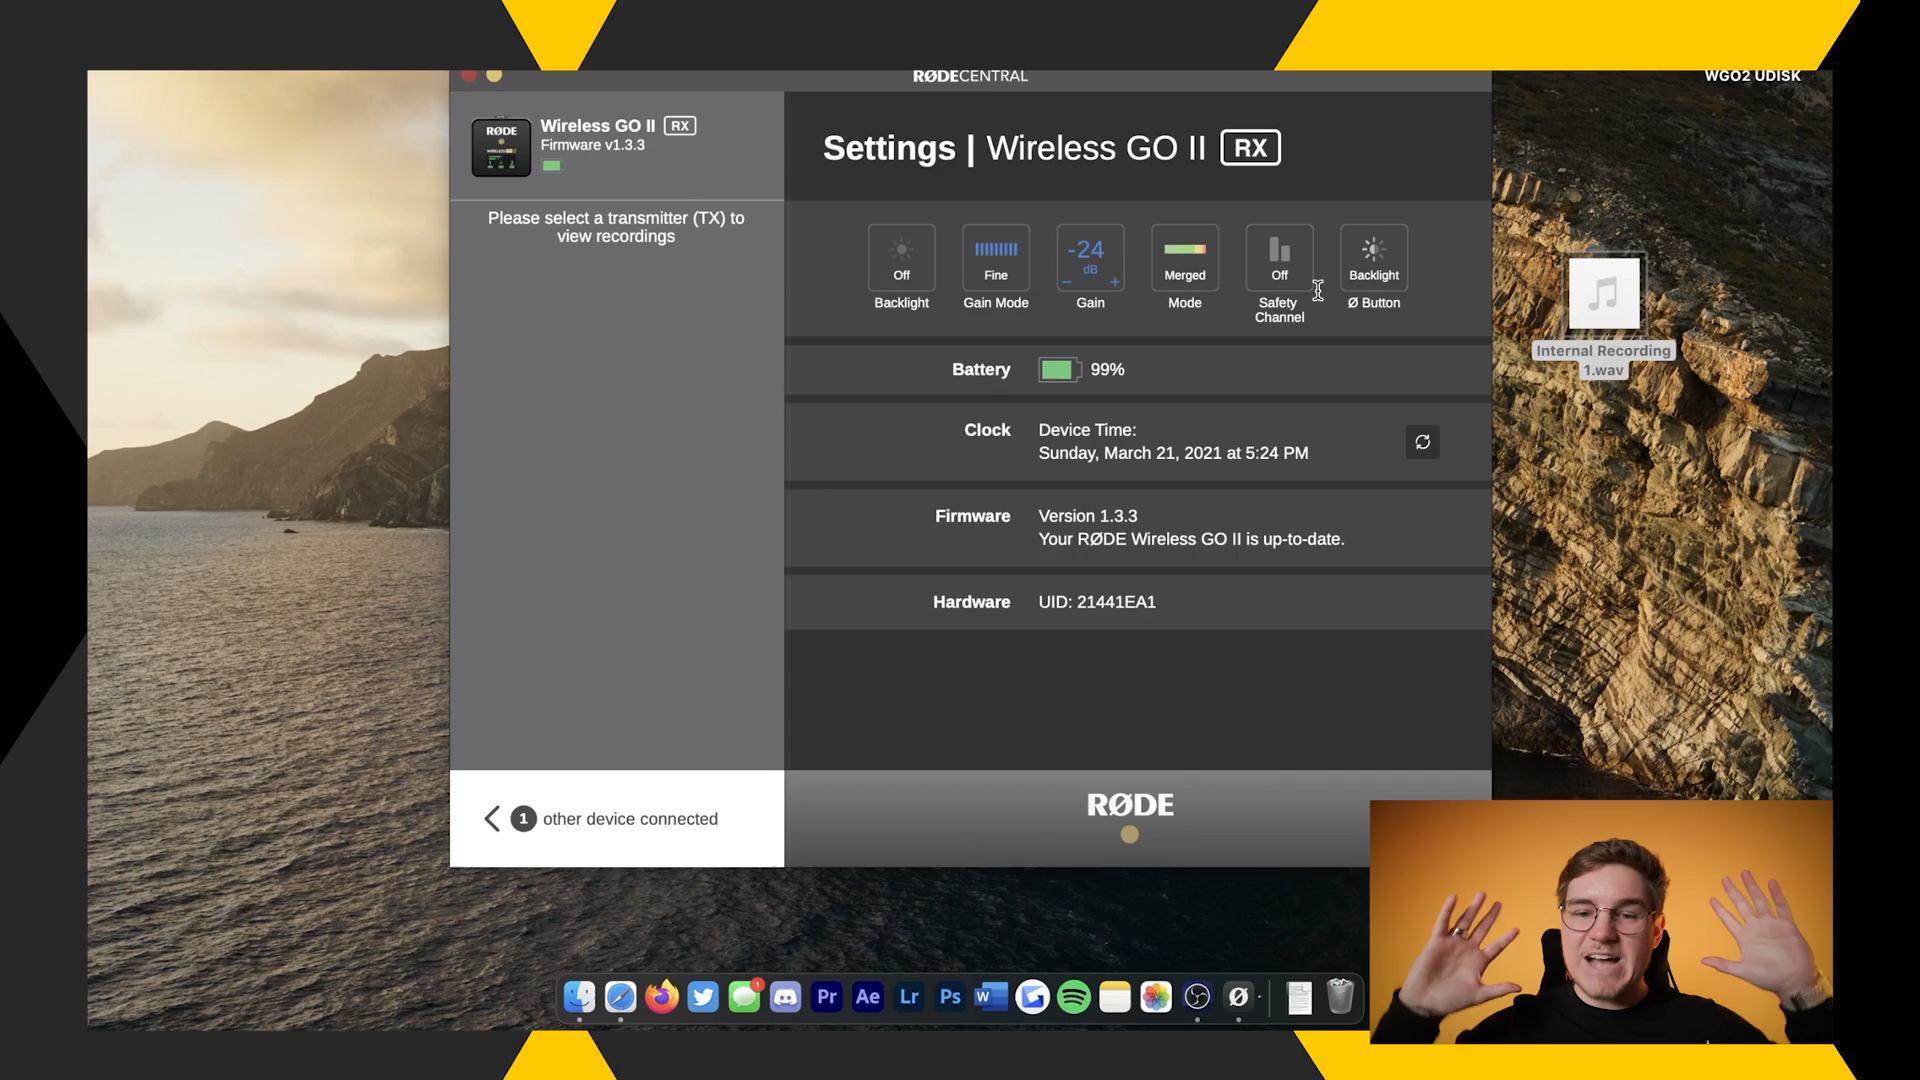 RØDECENTRAL
WGO2 UDISK
RØDE
Wireless GO II RX
Firmware v1.3.3
Please select a transmitter (TX) to
view recordings
Settings | Wireless GO II RX
Off
Backlight
Fine
Gain Mode
-24
dB
- +
Gain
Merged
Mode
Off
Safety
Channel
Backlight
Ø Button
Battery 99%
Clock Device Time:
Sunday, March 21, 2021 at 5:24 PM
Firmware Version 1.3.3
Your RØDE Wireless GO II is up-to-date.
Hardware UID: 21441EA1
Internal Recording
1.wav
1 other device connected
RØDE
1
Pr Ae Lr Ps W Ø